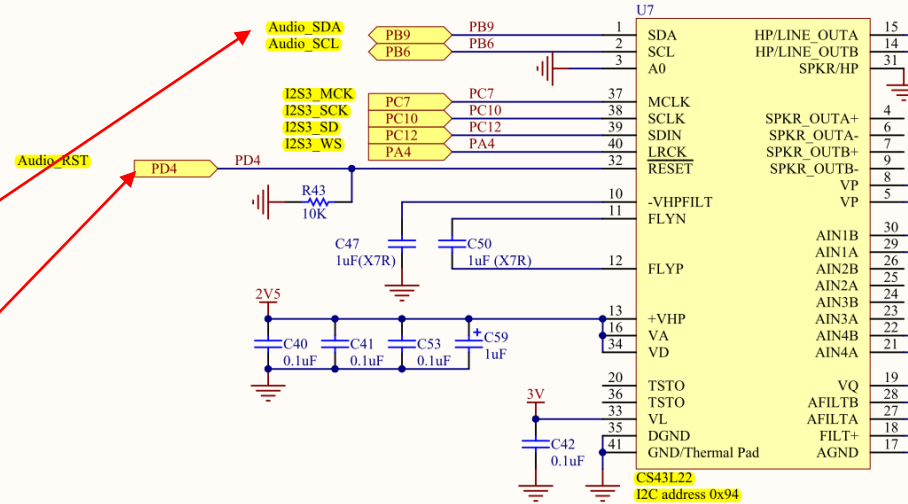 U7
Audio_SDA PB9 PB9 1 SDA HP/LINE_OUTA 15
Audio_SCL PB6 PB6 2 SCL HP/LINE_OUTB 14
3 A0 SPKR/HP 31
I2S3_MCK PC7 PC7 37 MCLK
I2S3_SCK PC10 PC10 38 SCLK SPKR_OUTA+ 4
I2S3_SD PC12 PC12 39 SDIN SPKR_OUTA- 6
I2S3_WS PA4 PA4 40 LRCK SPKR_OUTB+ 7
Audio_RST PD4 PD4 32 RESET SPKR_OUTB- 9
VP 8
R43 10 -VHPFILT VP 5
10K 11 FLYN
AIN1B 30
C47 C50 AIN1A 29
1uF(X7R) 1uF (X7R) 12 FLYP AIN2B 26
AIN2A 25
2V5 AIN3B 24
13 +VHP AIN3A 23
C40 C41 C53 C59 16 VA AIN4B 22
0.1uF 0.1uF 0.1uF + 1uF 34 VD AIN4A 21
20 TSTO VQ 19
3V 36 TSTO AFILTB 28
33 VL AFILTA 27
C42 35 DGND FILT+ 18
0.1uF 41 GND/Thermal Pad AGND 17
CS43L22
I2C address 0x94